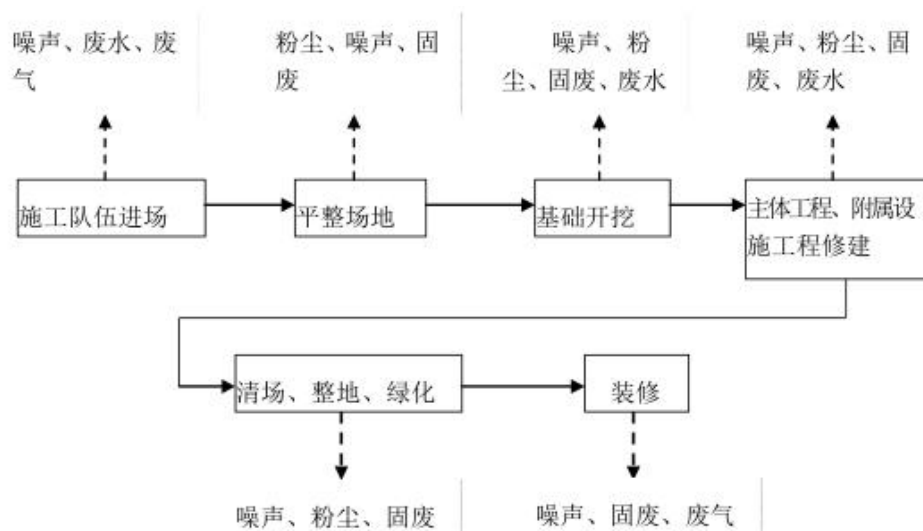 噪声、废水、废
气
粉尘、噪声、固
废
噪声、粉
尘、固废、废水
噪声、粉尘、固
废、废水
施工队伍进场
平整场地
基础开挖
主体工程、附属设
施工程修建
清场、整地、绿化
装修
噪声、粉尘、固废
噪声、固废、废气